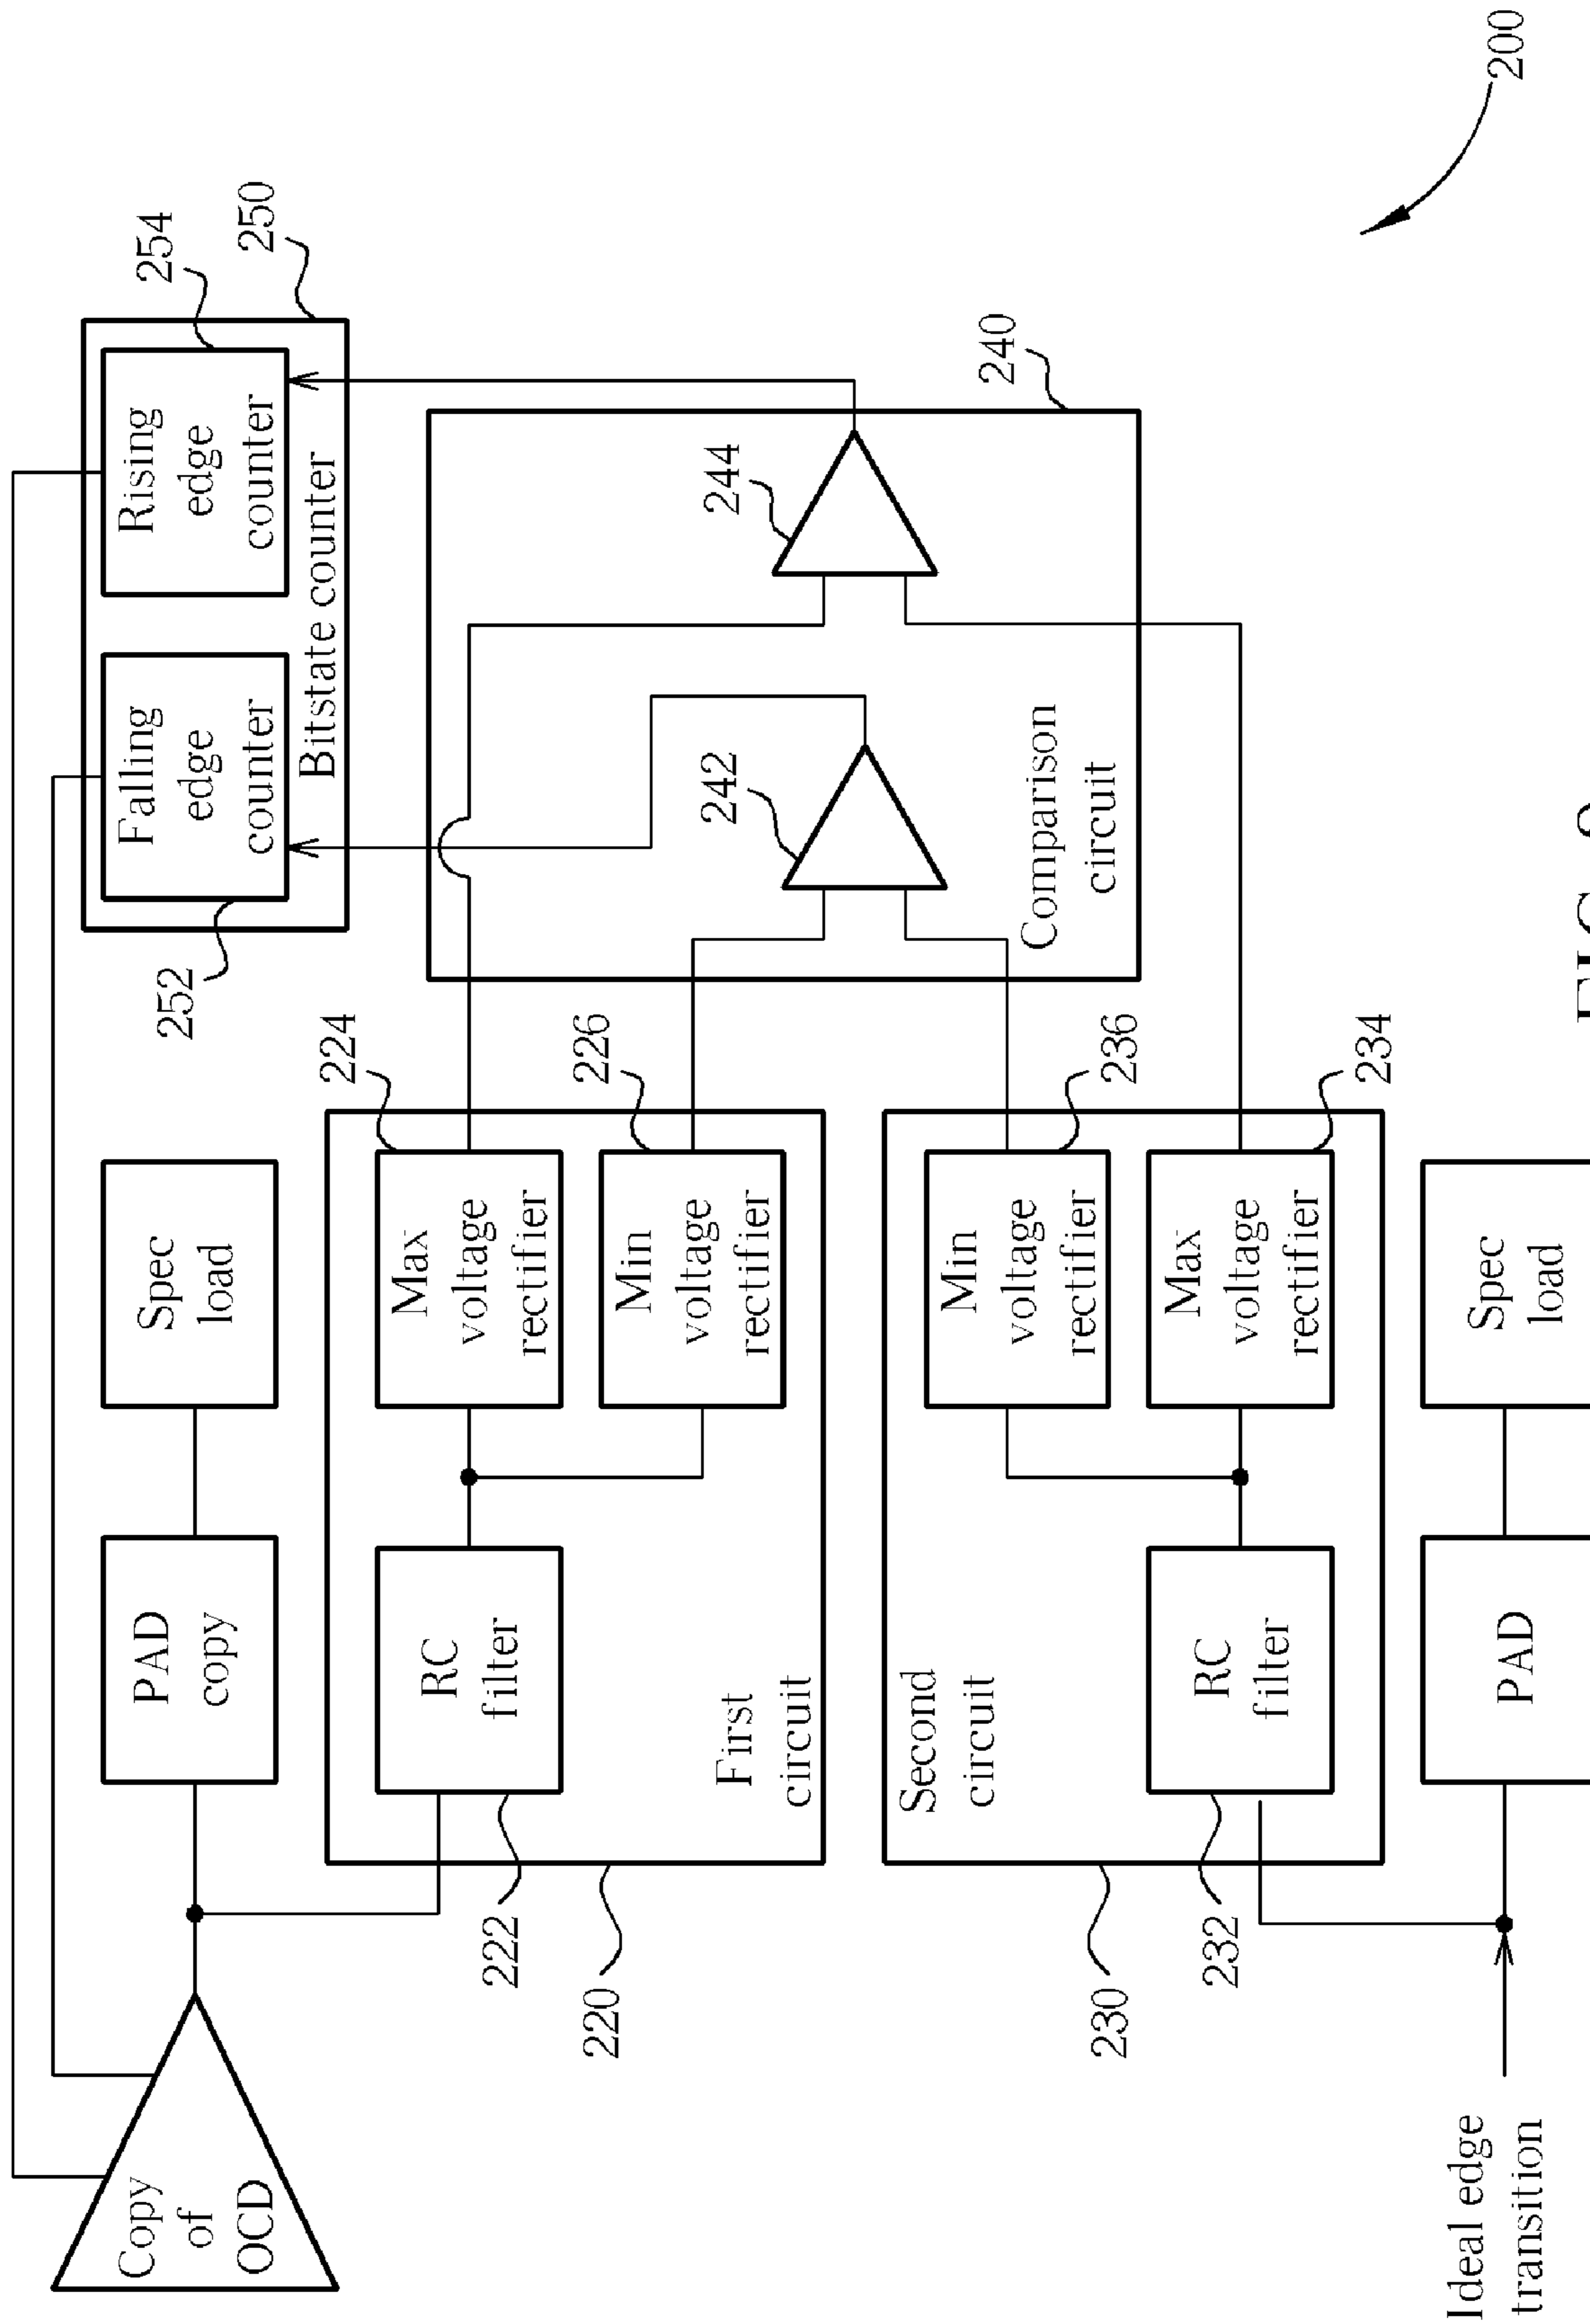 Copy
of
OCD
PAD
copy
Spec
load
252
Falling
edge
counter
Rising
edge
counter
Bitstate counter
254
250
222
220
RC
filter
First
circuit
Max
voltage
rectifier
224
Min
voltage
rectifier
226
242
244
240
Comparison
circuit
230
232
Second
circuit
RC
filter
Min
voltage
rectifier
236
Max
voltage
rectifier
234
Ideal edge
transition
PAD
Spec
load
200